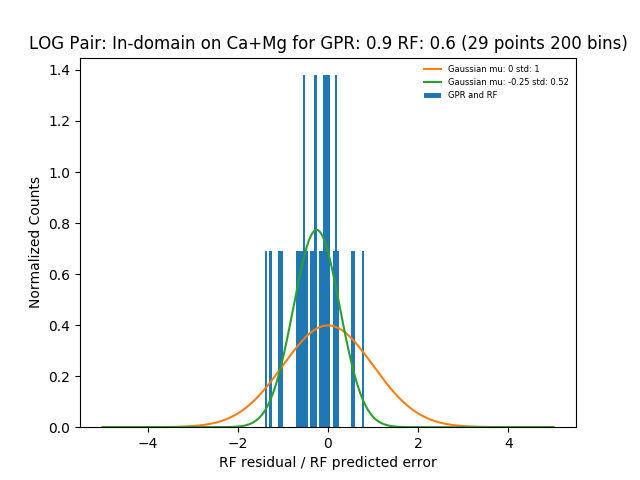 LOG Pair: In-domain on Ca+Mg for GPR: 0.9 RF: 0.6 (29 points 200 bins)
Gaussian mu: 0 std: 1
Gaussian mu: -0.25 std: 0.52
GPR and RF
Normalized Counts
1.4
1.2
1.0
0.8
0.6
0.4
0.2
0.0
−4
−2
0
2
4
RF residual / RF predicted error